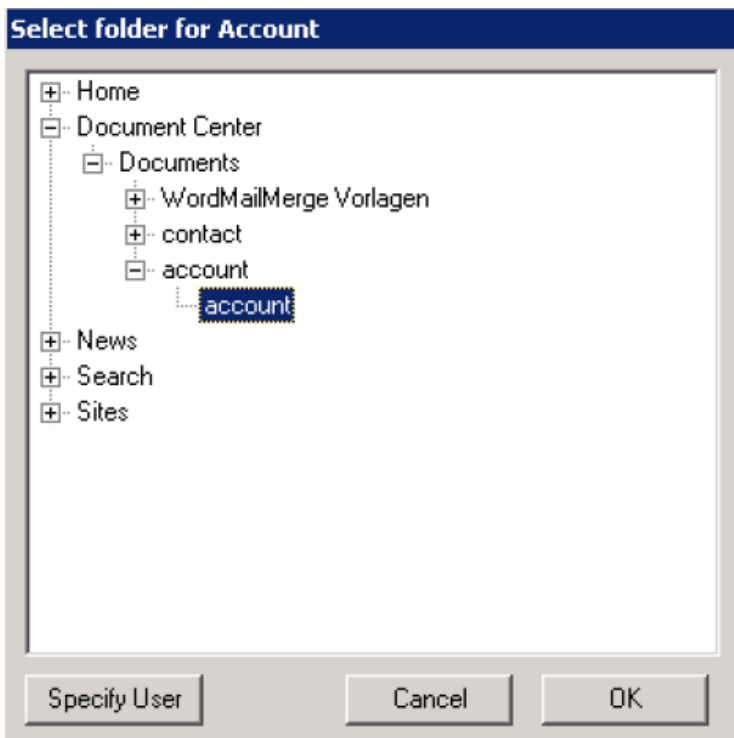 Select folder for Account
Home
Document Center
Documents
WordMailMerge Vorlagen
contact
account
account
News
Search
Sites
Specify User Cancel OK